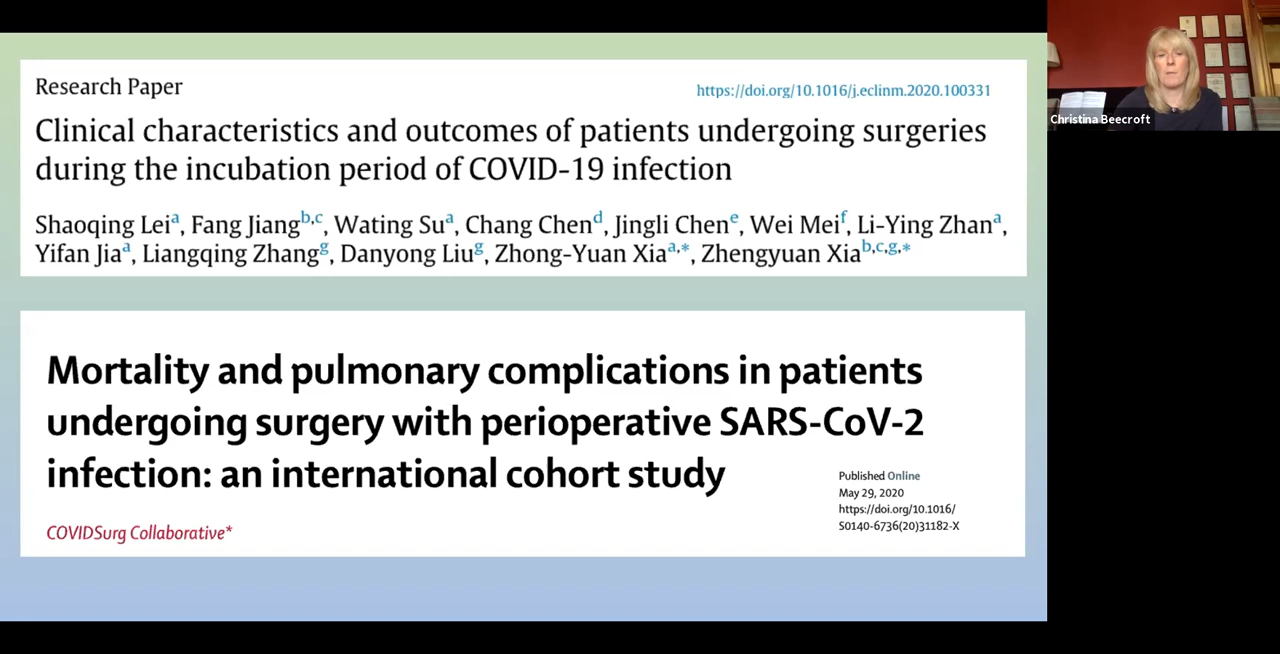 Research Paper
https://doi.org/10.1016/j.eclinm.2020.100331
Clinical characteristics and outcomes of patients undergoing surgeries
during the incubation period of COVID-19 infection
Shaoqing Leiᵃ, Fang Jiangᵇ,ᶜ, Wating Suᵃ, Chang Chenᵈ, Jingli Chenᵉ, Wei Meiᶠ, Li-Ying Zhanᵃ,
Yifan Jiaᵃ, Liangqing Zhangᵍ, Danyong Liuᵍ, Zhong-Yuan Xiaᵃ,*, Zhengyuan Xiaᵇ,ᶜ,ᵍ,*
Mortality and pulmonary complications in patients
undergoing surgery with perioperative SARS-CoV-2
infection: an international cohort study
Published Online
May 29, 2020
https://doi.org/10.1016/
S0140-6736(20)31182-X
COVIDSurg Collaborative*
Christina Beecroft